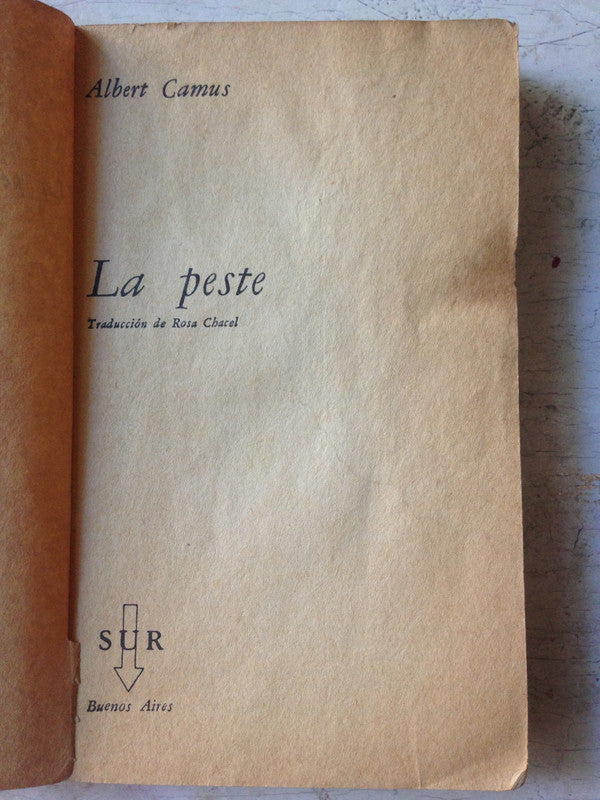 Albert Camus
La peste
Traducción de Rosa Chacel
SUR
Buenos Aires